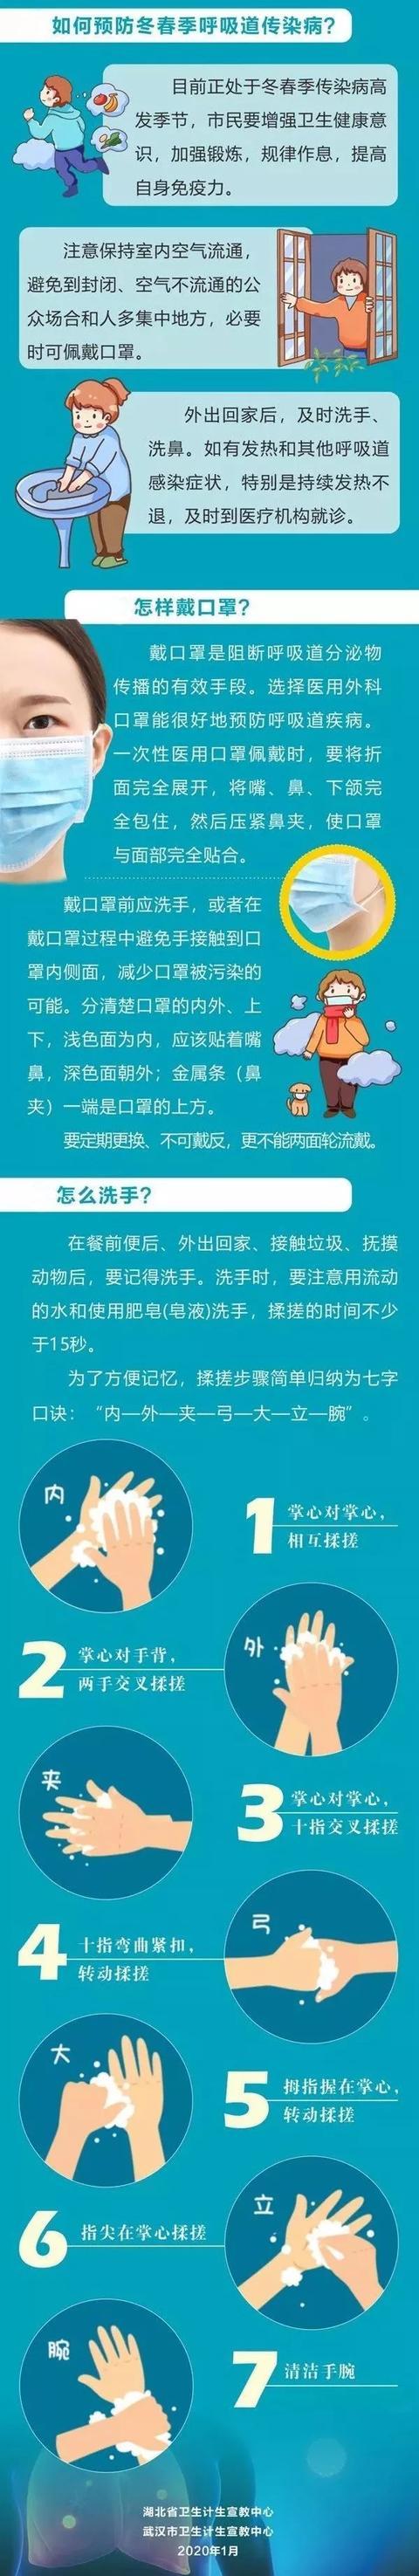 如何预防冬春季呼吸道传染病?
目前正处于冬春季传染病高
发季节，市民要增强卫生健康意
识，加强锻炼，规律作息，提高
自身免疫力。
注意保持室内空气流通，
避免到封闭、空气不流通的公
众场合和人多集中地方，必要
时可佩戴口罩。
外出回家后，及时洗手、
洗鼻。如有发热和其他呼吸道
感染症状，特别是持续发热不
退，及时到医疗机构就诊。
怎样戴口罩?
戴口罩是阻断呼吸道分泌物
传播的有效手段。选择医用外科
口罩能很好地预防呼吸道疾病。
一次性医用口罩佩戴时，要将折
面完全展开，将嘴、鼻、下颌完
全包住，然后压紧鼻夹，使口罩
与面部完全贴合。
戴口罩前应洗手，或者在
戴口罩过程中避免手接触到口
罩内侧面，减少口罩被污染的
可能。分清楚口罩的内外、上
下，浅色面为内，应该贴着嘴
鼻，深色面朝外；金属条（鼻
夹）一端是口罩的上方。
要定期更换、不可戴反，更不能两面轮流戴。
怎么洗手?
在餐前便后、外出回家、接触垃圾、抚摸
动物后，要记得洗手。洗手时，要注意用流动
的水和使用肥皂(皂液)洗手，揉搓的时间不少
于15秒。
为了方便记忆，揉搓步骤简单归纳为七字
口诀：“内—外—夹—弓—大—立—腕”。
内
1 掌心对掌心，
相互揉搓
外
2 掌心对手背，
两手交叉揉搓
夹
3 掌心对掌心，
十指交叉揉搓
弓
4 十指弯曲紧扣，
转动揉搓
大
5 拇指握在掌心，
转动揉搓
立
6 指尖在掌心揉搓
腕
7 清洁手腕
湖北省卫生计生宣教中心
武汉市卫生计生宣教中心
2020年1月